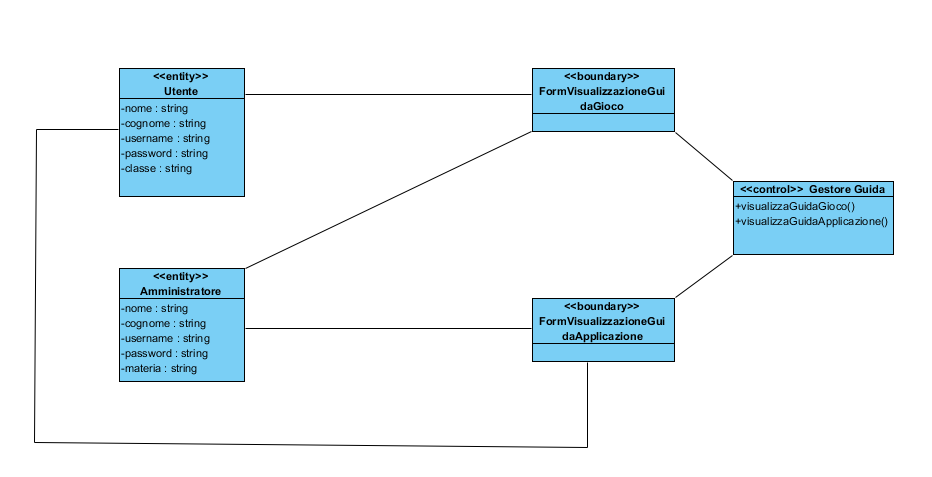 <<entity>>
Utente
-nome : string
-cognome : string
-username : string
-password : string
-classe : string
<<boundary>>
FormVisualizzazioneGui
daGioco
<<control>> Gestore Guida
+visualizzaGuidaGioco()
+visualizzaGuidaApplicazione()
<<entity>>
Amministratore
-nome : string
-cognome : string
-username : string
-password : string
-materia : string
<<boundary>>
FormVisualizzazioneGui
daApplicazione